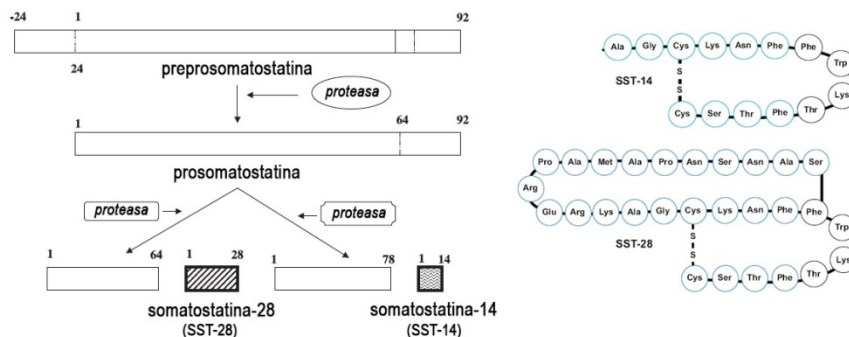 -24 1 92
24
preprosomatostatina
proteasa
92
1 64
prosomatostatina
proteasa
proteasa
1 64 1 28 1 78 1 14
somatostatina-28 somatostatina-14
(SST-28) (SST-14)
Ala Gly Cys Lys Asn Phe Phe
Trp
S
SST-14
S
Lys
Cys Ser Thr Phe Thr
Pro Ala Met Ala Pro Asn Ser Asn Ala Ser
Arg
Glu Arg Lys Ala Gly Cys Lys Asn Phe Phe
Trp
S
SST-28
S
Lys
Cys Ser Thr Phe Thr